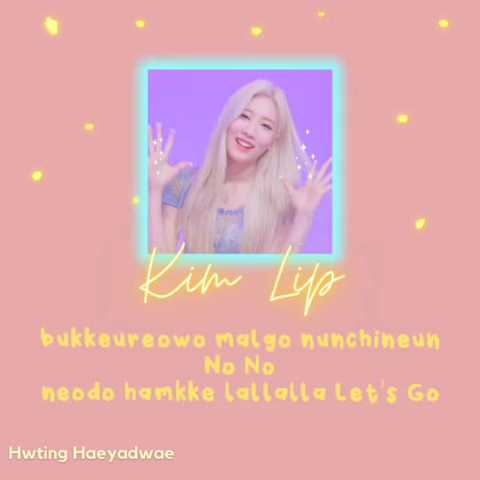 Kim Lip
bukkeureowo malgo nunchineun
No No
neodo hamkke lallalla Let's Go
Hwting Haeyadwae